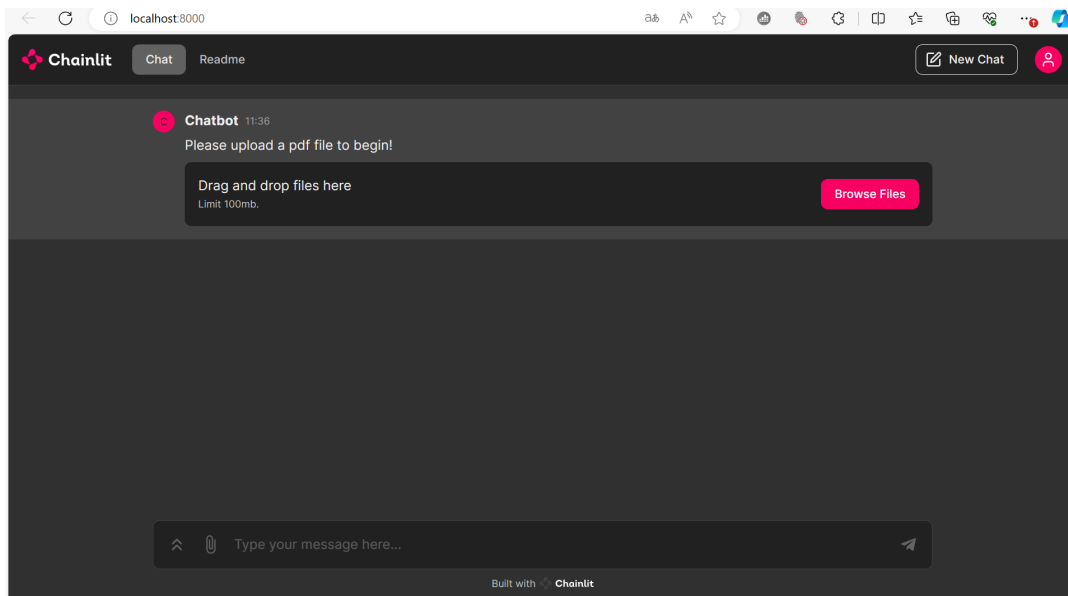 localhost:8000
Chainlit Chat Readme New Chat
C Chatbot 11:36
Please upload a pdf file to begin!
Drag and drop files here
Limit 100mb.
Browse Files
Type your message here...
Built with Chainlit